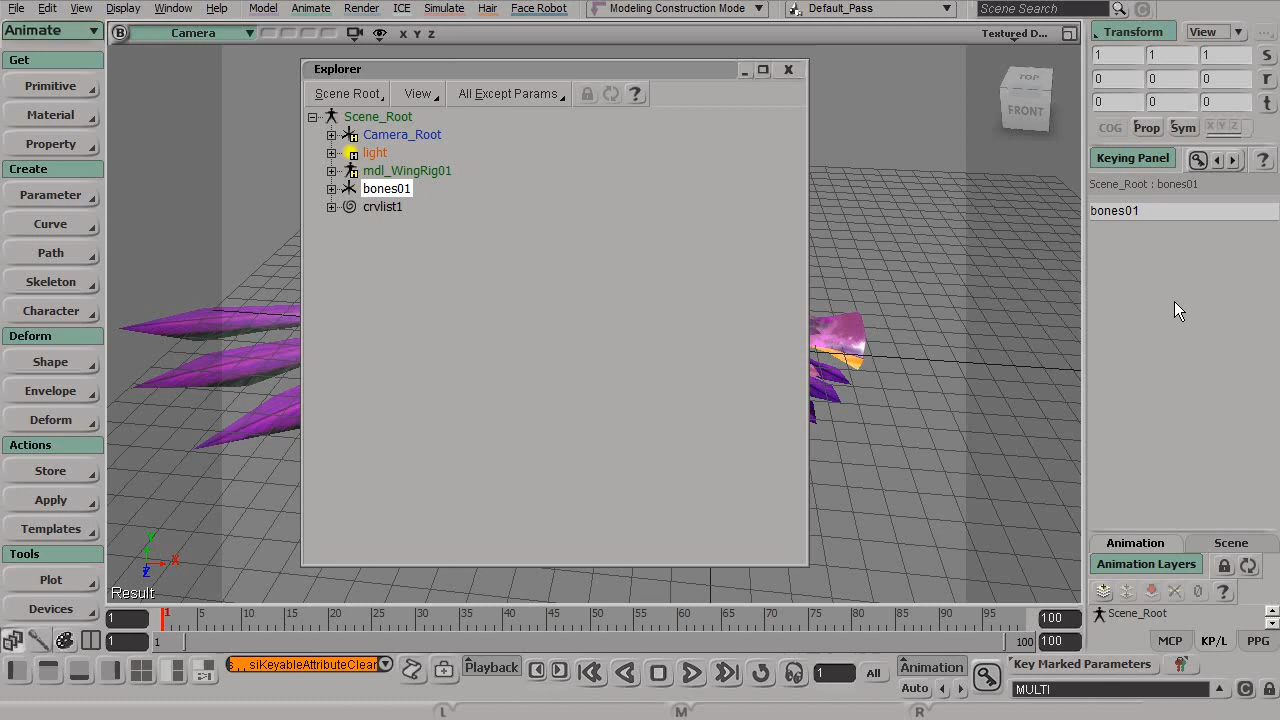 File Edit View Display Window Help Model Animate Render ICE Simulate Hair Face Robot Modeling Construction Mode Default_Pass Scene Search C
Animate
B Camera X Y Z Textured D...
Transform View
Get
Primitive
Material
Property
Create
Parameter
Curve
Path
Skeleton
Character
Deform
Shape
Envelope
Deform
Actions
Store
Apply
Templates
Tools
Plot
Devices
Explorer
Scene Root View All Except Params ?
Scene_Root
Camera_Root
light
mdl_WingRig01
bones01
crvlist1
TOP
FRONT
1 1 1 S
0 0 0 r
0 0 0 t
COG Prop Sym XYZ
Keying Panel ?
Scene_Root : bones01
bones01
Y
X
Z
Result
Animation Scene
Animation Layers
Scene_Root
MCP KP/L PPG
1 1 5 10 15 20 25 30 35 40 45 50 55 60 65 70 75 80 85 90 95 100
1 1 100 100
s_, siKeyableAttributeClear
Playback 1 All
Animation
Auto
Key Marked Parameters
MULTI C
L M R